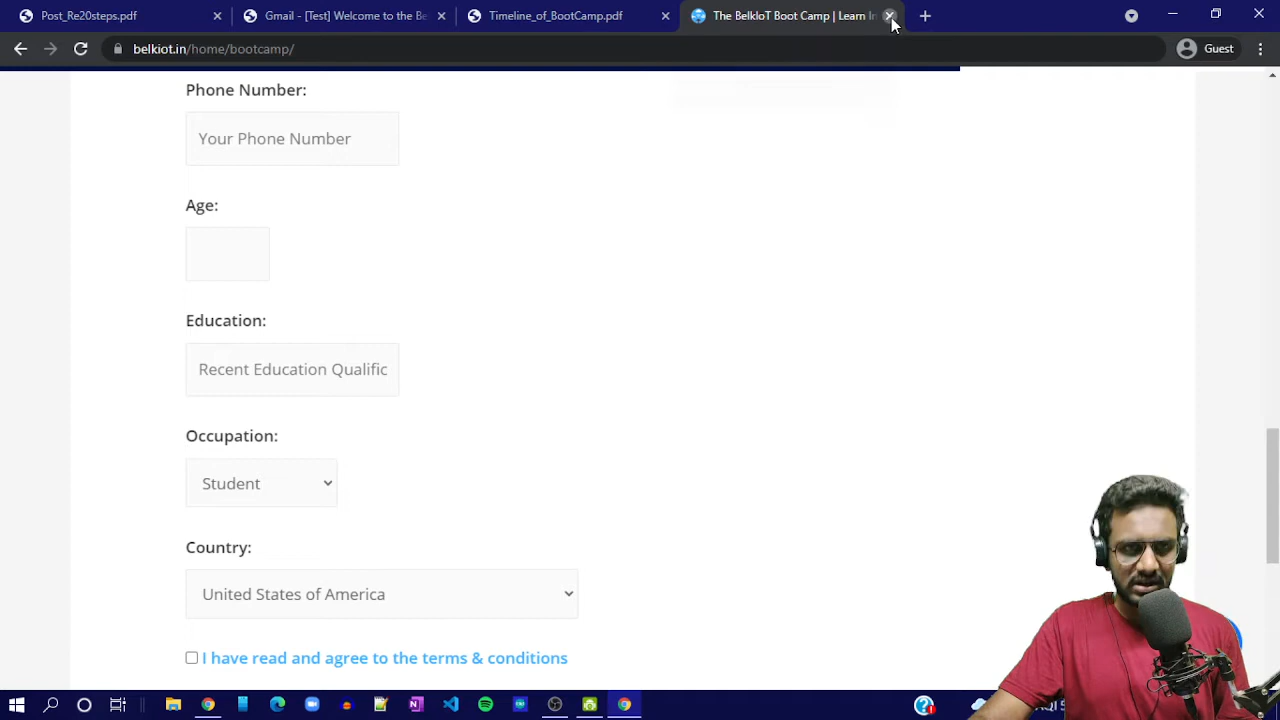 Post_Re20steps.pdf
Gmail - [Test] Welcome to the Be
Timeline_of_BootCamp.pdf
The BelkIoT Boot Camp | Learn In
belkiot.in/home/bootcamp/
Guest
Phone Number:
Your Phone Number
Age:
Education:
Recent Education Qualific
Occupation:
Student
Country:
United States of America
I have read and agree to the terms & conditions